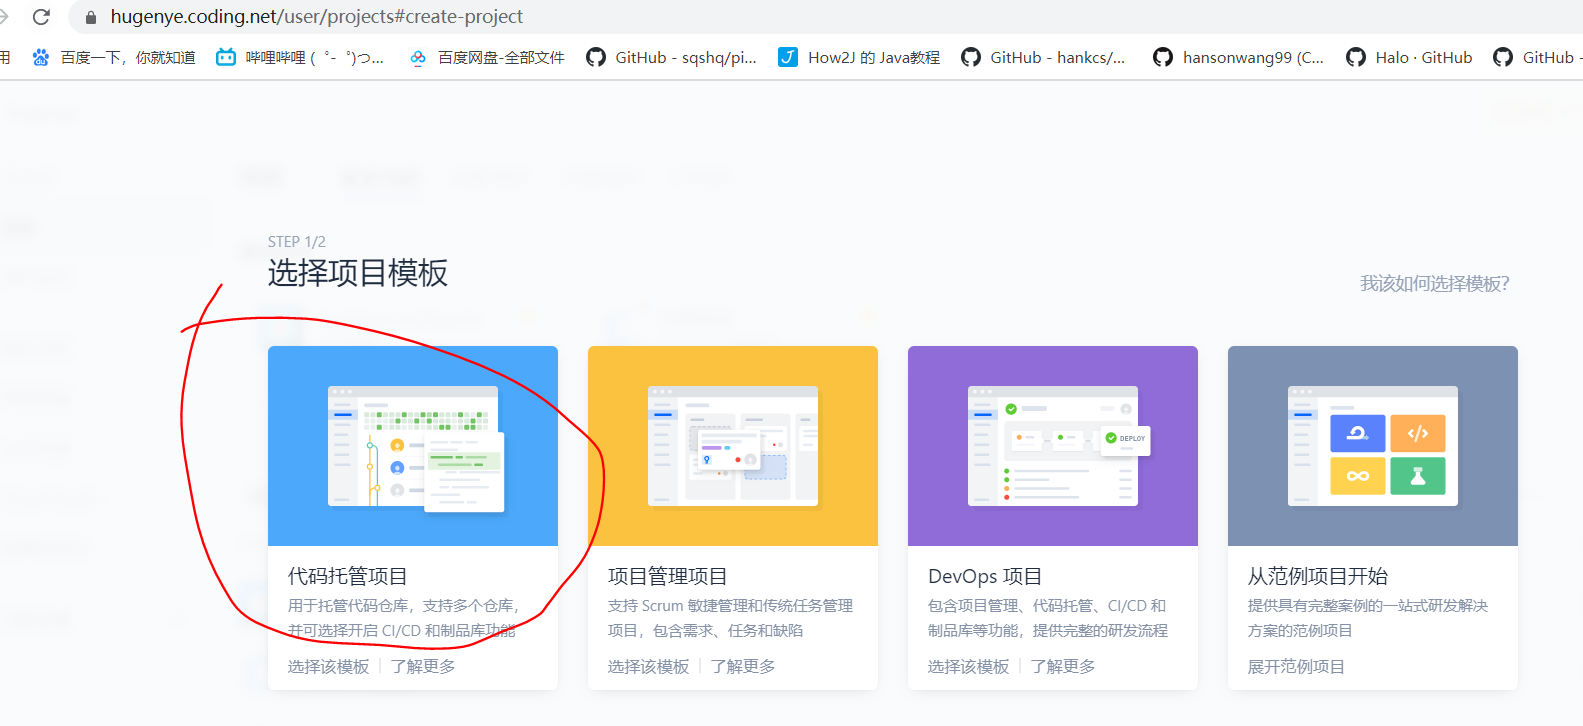 hugenye.coding.net/user/projects#create-project
用 百度一下，你就知道 哔哩哔哩 ( ゜- ゜)つ... 百度网盘-全部文件 GitHub - sqshq/pi... How2J 的 Java教程 GitHub - hankcs/... hansonwang99 (C... Halo · GitHub GitHub -
STEP 1/2
选择项目模板
我该如何选择模板？
DEPLOY
代码托管项目
用于托管代码仓库，支持多个仓库，
并可选择开启 CI/CD 和制品库功能
选择该模板 了解更多
项目管理项目
支持 Scrum 敏捷管理和传统任务管理
项目，包含需求、任务和缺陷
选择该模板 了解更多
DevOps 项目
包含项目管理、代码托管、CI/CD 和
制品库等功能，提供完整的研发流程
选择该模板 了解更多
从范例项目开始
提供具有完整案例的一站式研发解决
方案的范例项目
展开范例项目